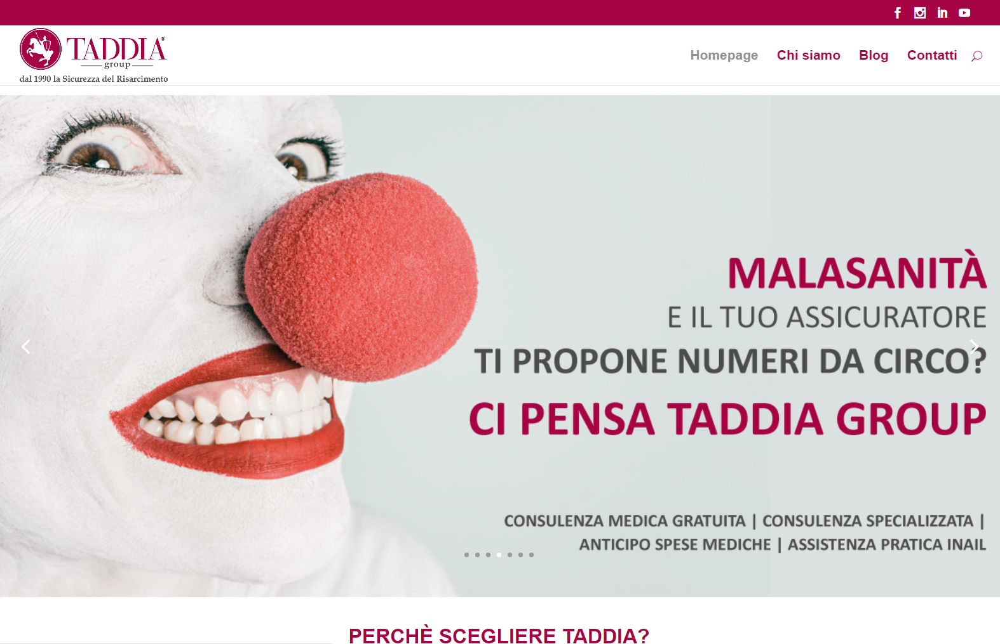 TADDIA®
group
dal 1990 la Sicurezza del Risarcimento
Homepage Chi siamo Blog Contatti
MALASANITÀ
E IL TUO ASSICURATORE
TI PROPONE NUMERI DA CIRCO?
CI PENSA TADDIA GROUP
CONSULENZA MEDICA GRATUITA | CONSULENZA SPECIALIZZATA |
ANTICIPO SPESE MEDICHE | ASSISTENZA PRATICA INAIL
PERCHÈ SCEGLIERE TADDIA?